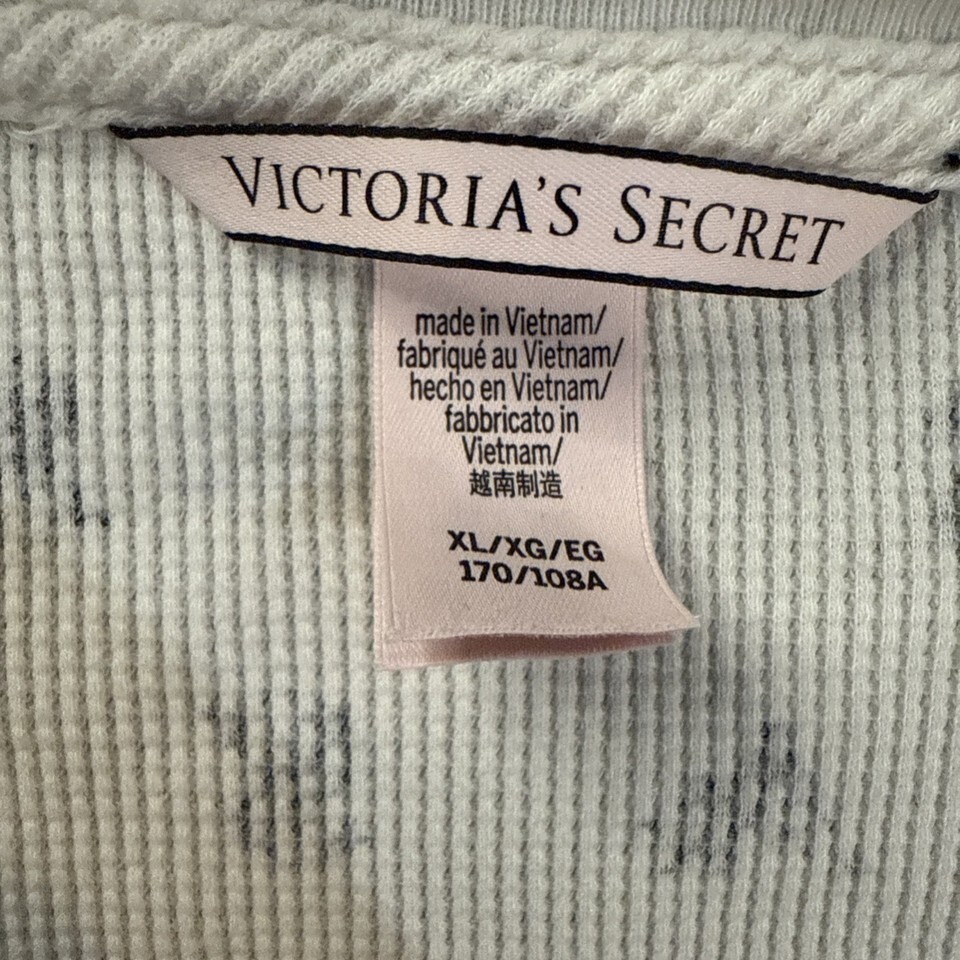 VICTORIA'S SECRET
made in Vietnam/
fabriqué au Vietnam/
hecho en Vietnam/
fabbricato in
Vietnam/
越南制造
XL/XG/EG
170/108A